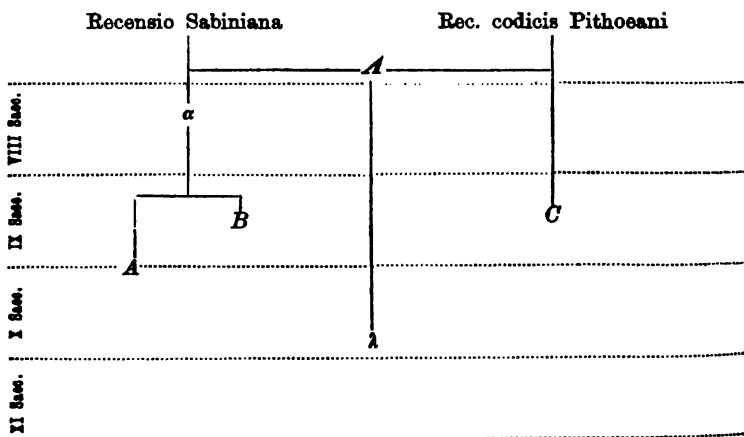 Recensio Sabiniana Rec. codicis Pithoeani
Λ
VIII Saec.
α
IX Saec.
B C
A
X Saec.
λ
XI Saec.